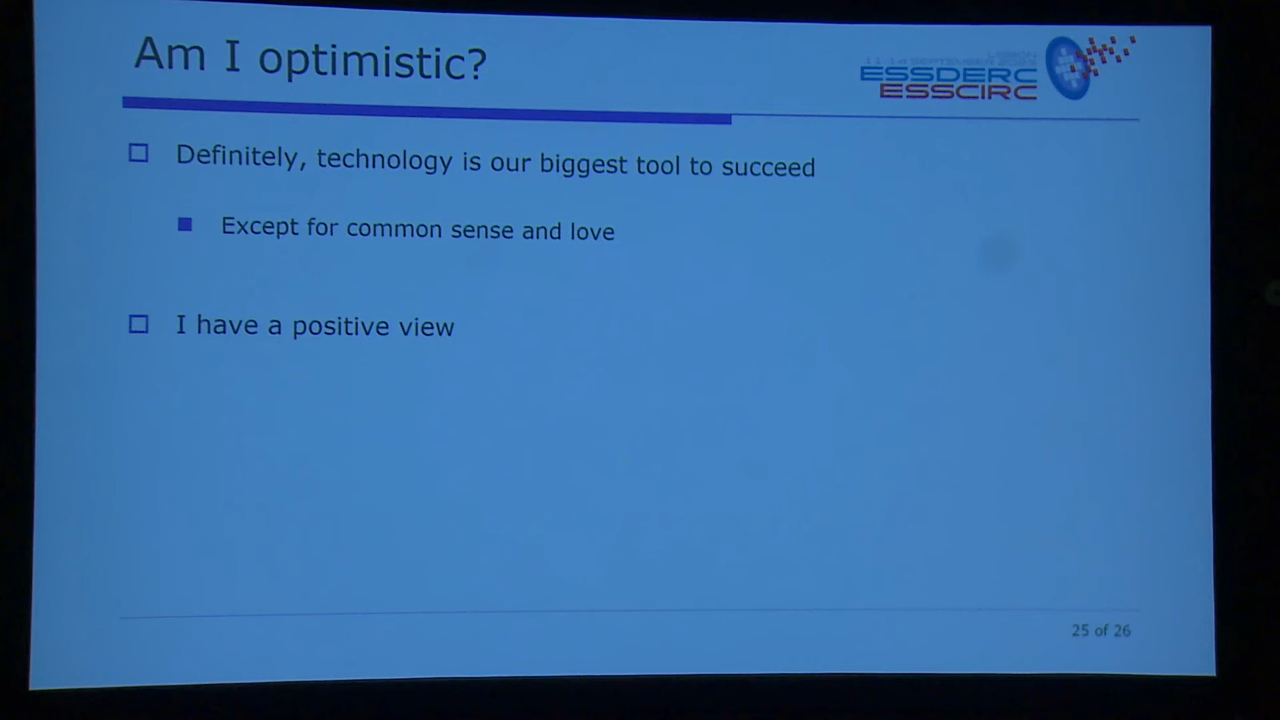 Am I optimistic?
ESSDERC
ESSCIRC
Definitely, technology is our biggest tool to succeed
Except for common sense and love
I have a positive view
25 of 26